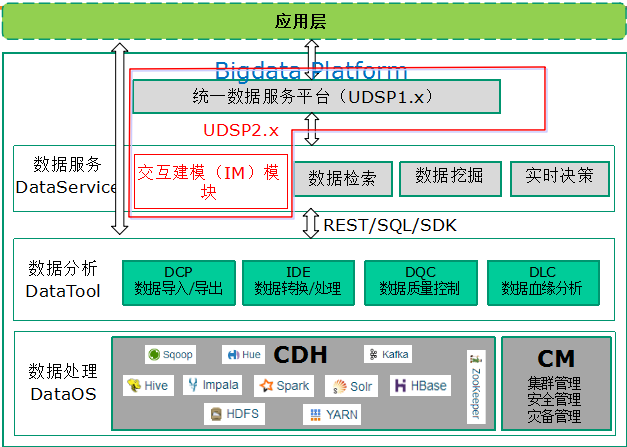 应用层
Bigdata Platform
统一数据服务平台（UDSP1.x）
UDSP2.x
数据服务
DataService
交互建模（IM）模
块
数据检索
数据挖掘
实时决策
REST/SQL/SDK
数据分析
DataTool
DCP
数据导入/导出
IDE
数据转换/处理
DQC
数据质量控制
DLC
数据血缘分析
数据处理
DataOS
Sqoop
Hue
CDH
Kafka
Hive
Impala
Spark
Solr
HBase
HDFS
YARN
ZooKeeper
CM
集群管理
安全管理
灾备管理